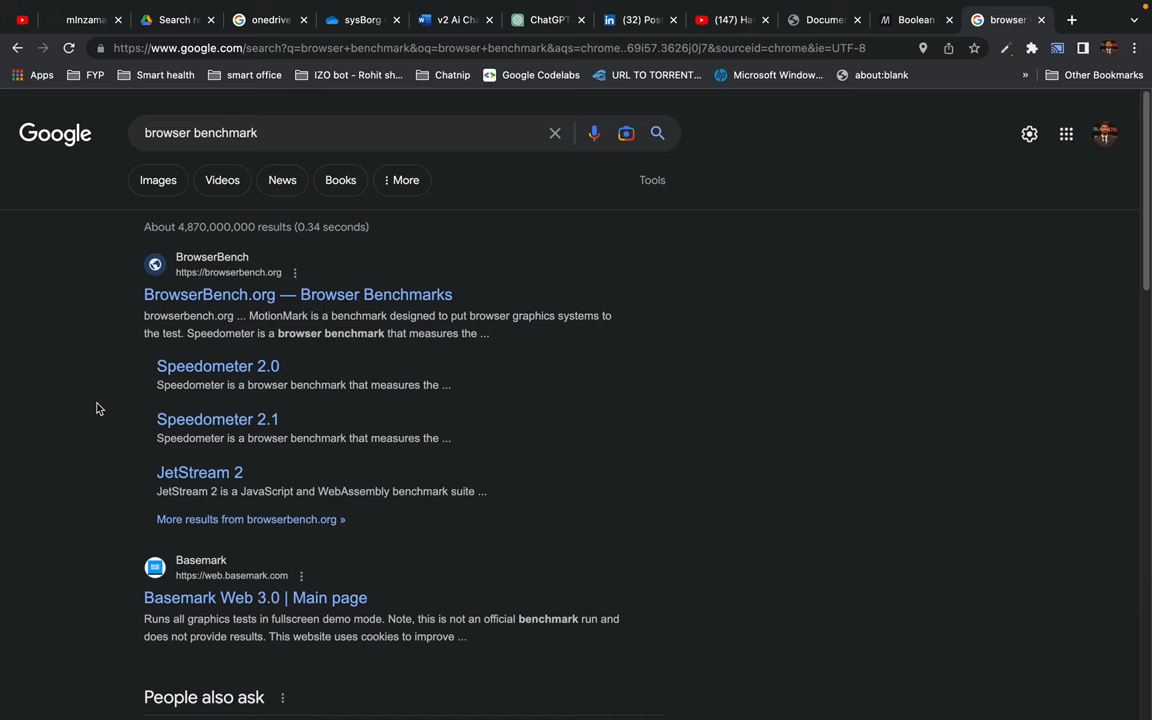 mInzama
Search re
onedrive
sysBorg
v2 Ai Cha
ChatGPT
(32) Pos
(147) Ha
Docume
Boolean
browser
https://www.google.com/search?q=browser+benchmark&oq=browser+benchmark&aqs=chrome..69i57.3626j0j7&sourceid=chrome&ie=UTF-8
Apps
FYP
Smart health
smart office
IZO bot - Rohit sh...
Chatnip
Google Codelabs
URL TO TORRENT...
Microsoft Window...
about:blank
»
Other Bookmarks
Google
browser benchmark
Images
Videos
News
Books
More
Tools
About 4,870,000,000 results (0.34 seconds)
BrowserBench
https://browserbench.org
BrowserBench.org — Browser Benchmarks
browserbench.org ... MotionMark is a benchmark designed to put browser graphics systems to
the test. Speedometer is a browser benchmark that measures the ...
Speedometer 2.0
Speedometer is a browser benchmark that measures the ...
Speedometer 2.1
Speedometer is a browser benchmark that measures the ...
JetStream 2
JetStream 2 is a JavaScript and WebAssembly benchmark suite ...
More results from browserbench.org »
Basemark
https://web.basemark.com
Basemark Web 3.0 | Main page
Runs all graphics tests in fullscreen demo mode. Note, this is not an official benchmark run and
does not provide results. This website uses cookies to improve ...
People also ask